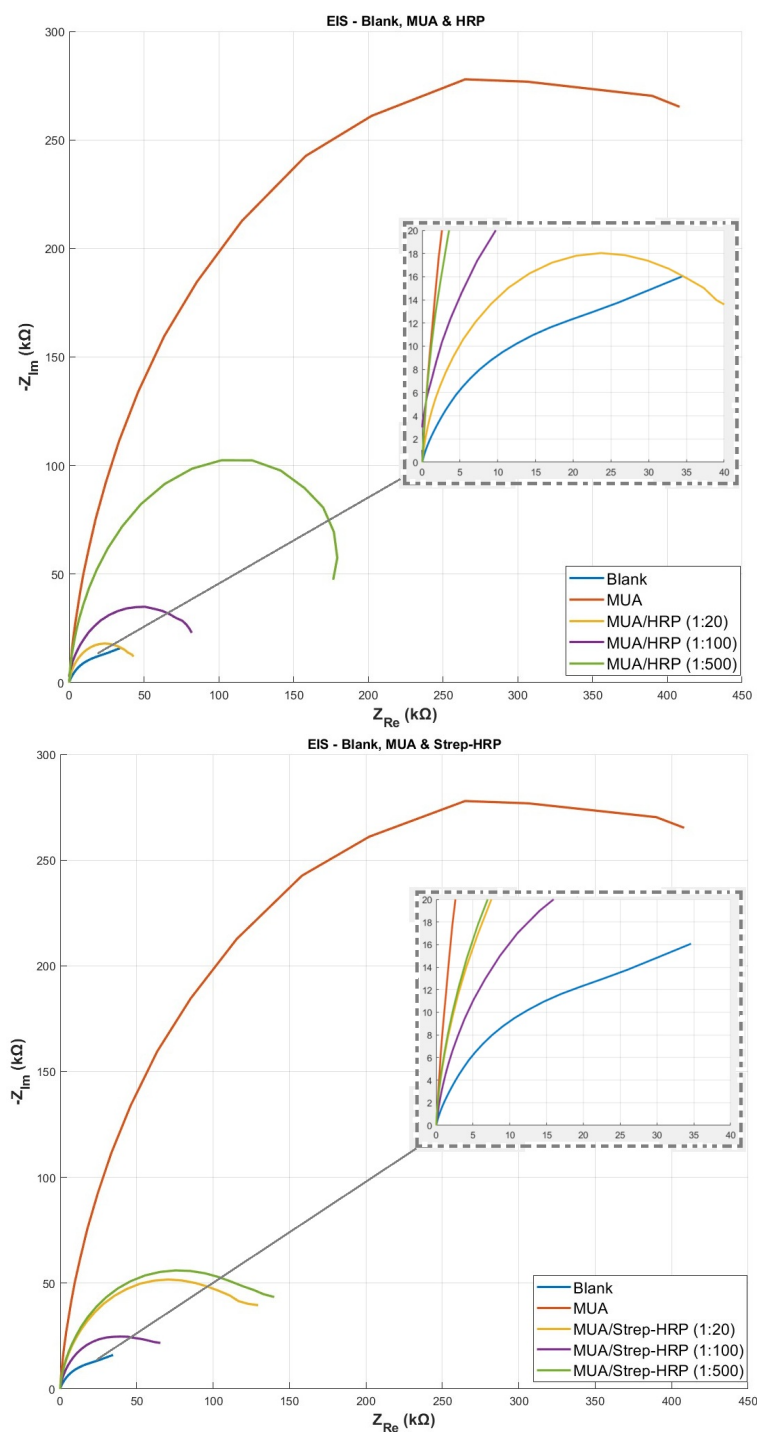 EIS - Blank, MUA & HRP
300
250
200
150
100
50
0
-Z_Im (kΩ)
0 50 100 150 200 250 300 350 400 450
Z_Re (kΩ)
20
18
16
14
12
10
8
6
4
2
0
0 5 10 15 20 25 30 35 40
Blank
MUA
MUA/HRP (1:20)
MUA/HRP (1:100)
MUA/HRP (1:500)
EIS - Blank, MUA & Strep-HRP
300
250
200
150
100
50
0
-Z_Im (kΩ)
0 50 100 150 200 250 300 350 400 450
Z_Re (kΩ)
20
18
16
14
12
10
8
6
4
2
0
0 5 10 15 20 25 30 35 40
Blank
MUA
MUA/Strep-HRP (1:20)
MUA/Strep-HRP (1:100)
MUA/Strep-HRP (1:500)